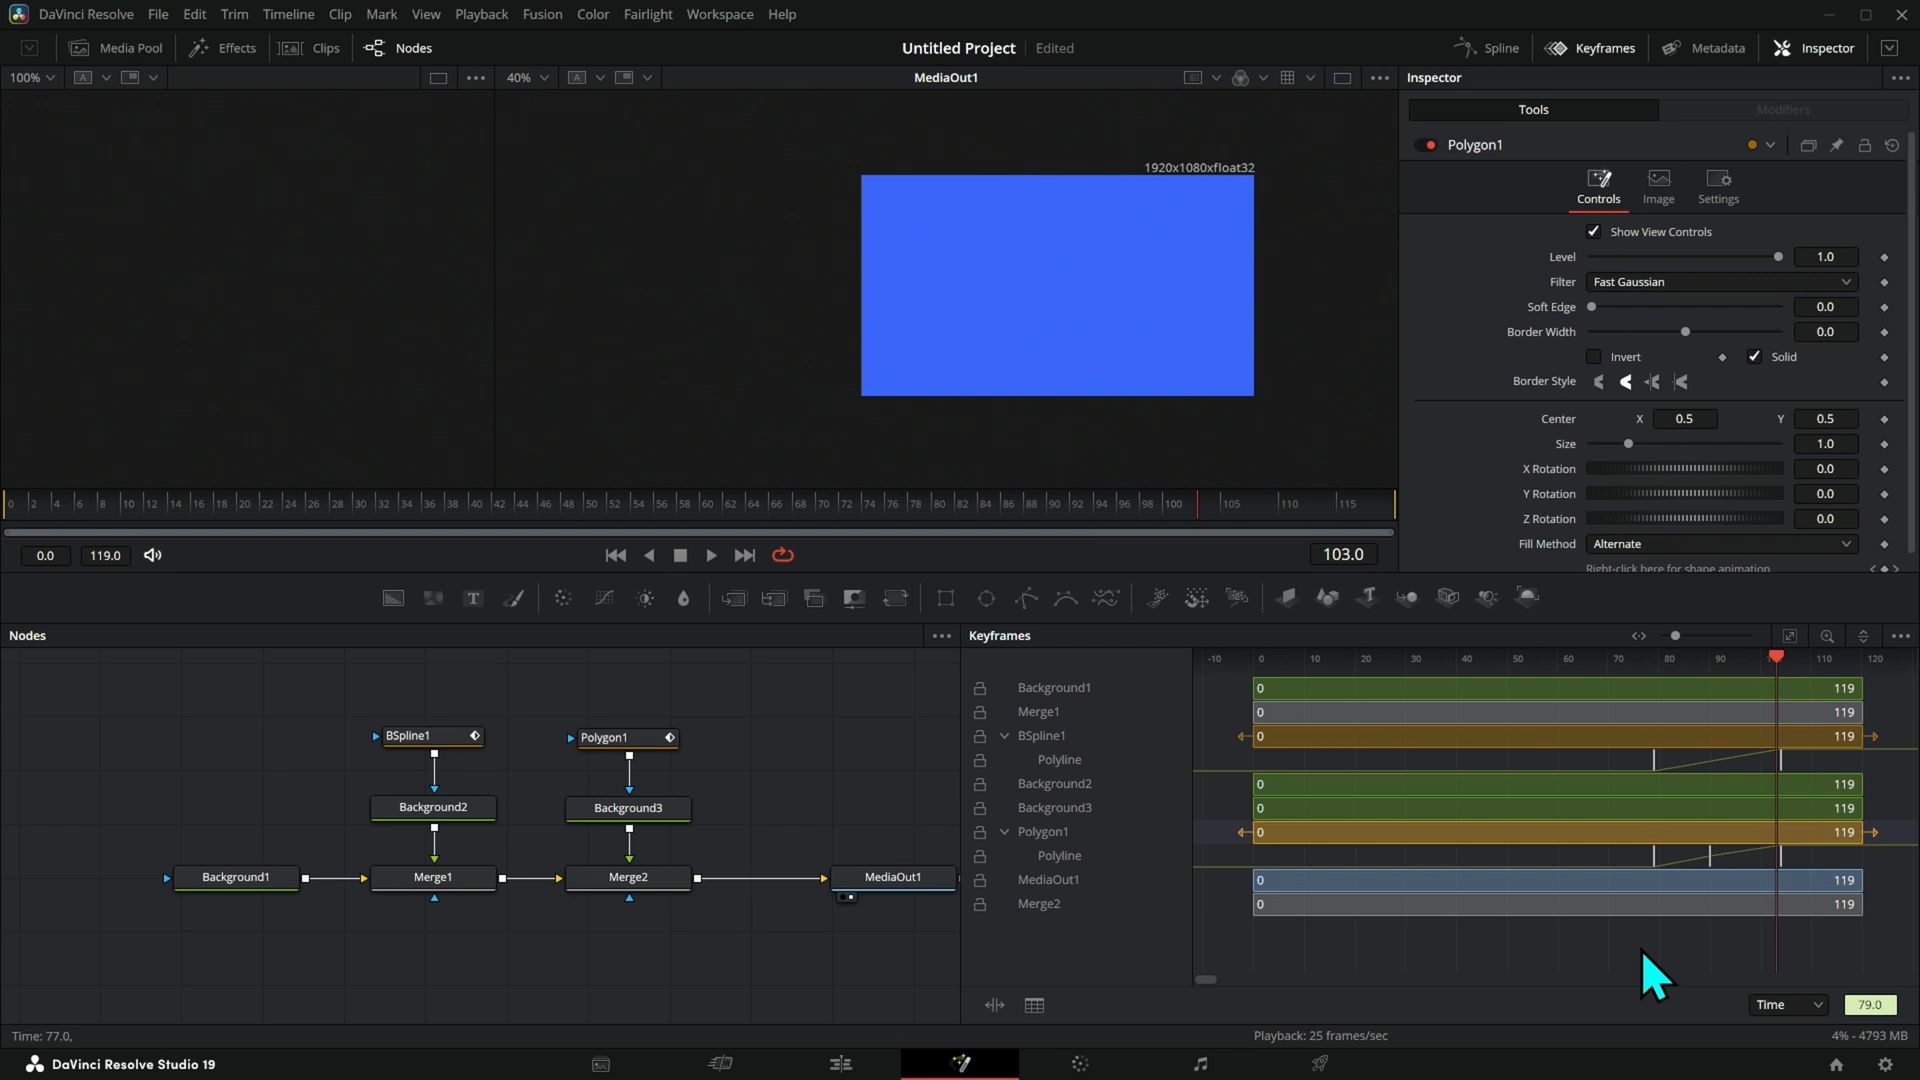 DaVinci Resolve File Edit Trim Timeline Clip Mark View Playback Fusion Color Fairlight Workspace Help
Media Pool Effects Clips Nodes Untitled Project Edited Spline Keyframes Metadata Inspector
100% A 40% A MediaOut1 Inspector
Tools Modifiers
Polygon1
1920x1080xfloat32
Controls Image Settings
Show View Controls
Level 1.0
Filter Fast Gaussian
Soft Edge 0.0
Border Width 0.0
Invert Solid
Border Style
Center X 0.5 Y 0.5
Size 1.0
X Rotation 0.0
Y Rotation 0.0
Z Rotation 0.0
Fill Method Alternate
Right-click here for shape animation
0 2 4 6 8 10 12 14 16 18 20 22 24 26 28 30 32 34 36 38 40 42 44 46 48 50 52 54 56 58 60 62 64 66 68 70 72 74 76 78 80 82 84 86 88 90 92 94 96 98 100 105 110 115
0.0 119.0 103.0
T T
Nodes Keyframes
-10 0 10 20 30 40 50 60 70 80 90 110 120
Background1 0 119
Merge1 0 119
BSpline1 0 119
Polyline
Background2 0 119
Background3 0 119
Polygon1 0 119
Polyline
MediaOut1 0 119
Merge2 0 119
BSpline1 Polygon1
Background2 Background3
Background1 Merge1 Merge2 MediaOut1
Time 79.0
Time: 77.0, Playback: 25 frames/sec 4% - 4793 MB
DaVinci Resolve Studio 19